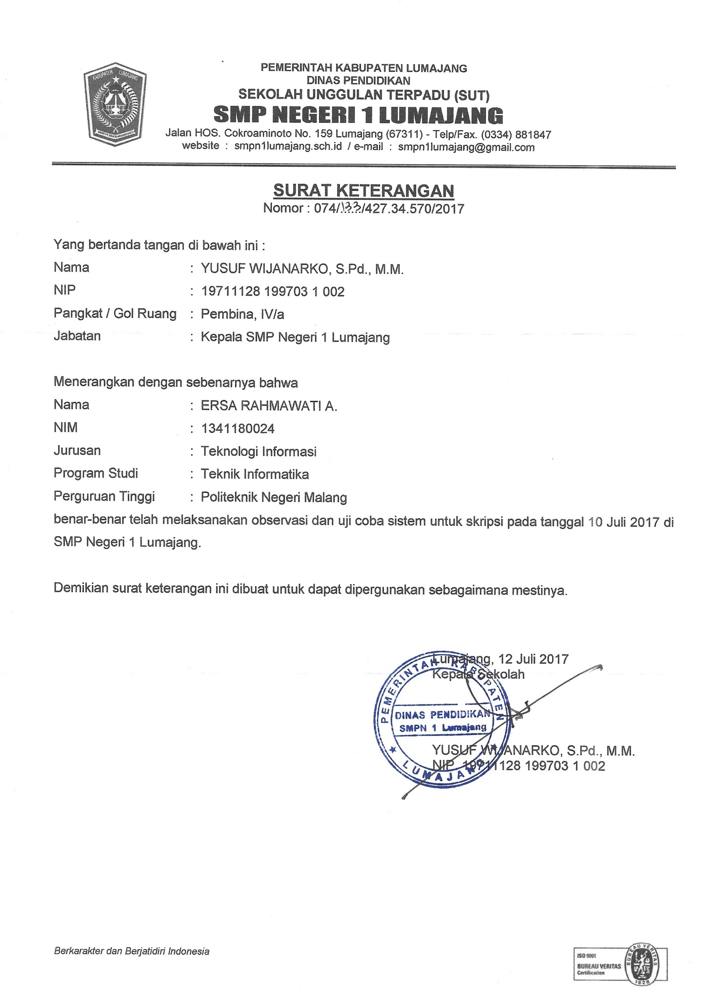 KABUPATEN LUMAJANG
PEMERINTAH KABUPATEN LUMAJANG
DINAS PENDIDIKAN
SEKOLAH UNGGULAN TERPADU (SUT)
SMP NEGERI 1 LUMAJANG
Jalan HOS. Cokroaminoto No. 159 Lumajang (67311) - Telp/Fax. (0334) 881847
website : smpn1lumajang.sch.id / e-mail : smpn1lumajang@gmail.com
SURAT KETERANGAN
Nomor : 074/133/427.34.570/2017
Yang bertanda tangan di bawah ini :
Nama : YUSUF WIJANARKO, S.Pd., M.M.
NIP : 19711128 199703 1 002
Pangkat / Gol Ruang : Pembina, IV/a
Jabatan : Kepala SMP Negeri 1 Lumajang
Menerangkan dengan sebenarnya bahwa
Nama : ERSA RAHMAWATI A.
NIM : 1341180024
Jurusan : Teknologi Informasi
Program Studi : Teknik Informatika
Perguruan Tinggi : Politeknik Negeri Malang
benar-benar telah melaksanakan observasi dan uji coba sistem untuk skripsi pada tanggal 10 Juli 2017 di
SMP Negeri 1 Lumajang.
Demikian surat keterangan ini dibuat untuk dapat dipergunakan sebagaimana mestinya.
Lumajang, 12 Juli 2017
Kepala Sekolah
PEMERINTAH KABUPATEN
DINAS PENDIDIKAN
SMPN 1 Lumajang
LUMAJANG
YUSUF WIJANARKO, S.Pd., M.M.
NIP. 19711128 199703 1 002
Berkarakter dan Berjatidiri Indonesia
ISO 9001
BUREAU VERITAS
Certification
BUREAU VERITAS
1828